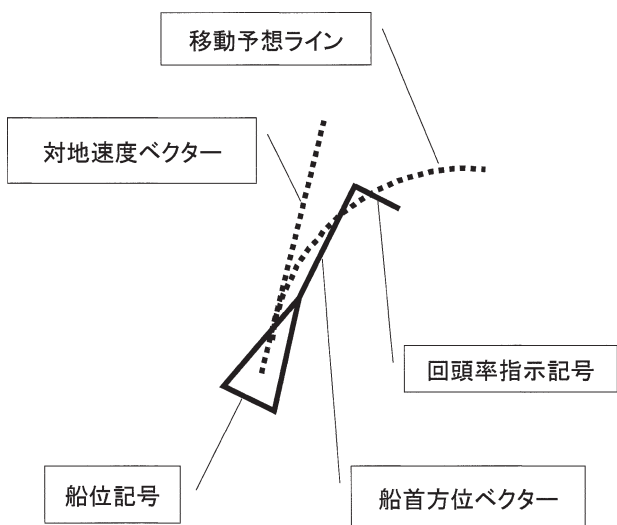 移動予想ライン
対地速度ベクター
回頭率指示記号
船位記号
船首方位ベクター